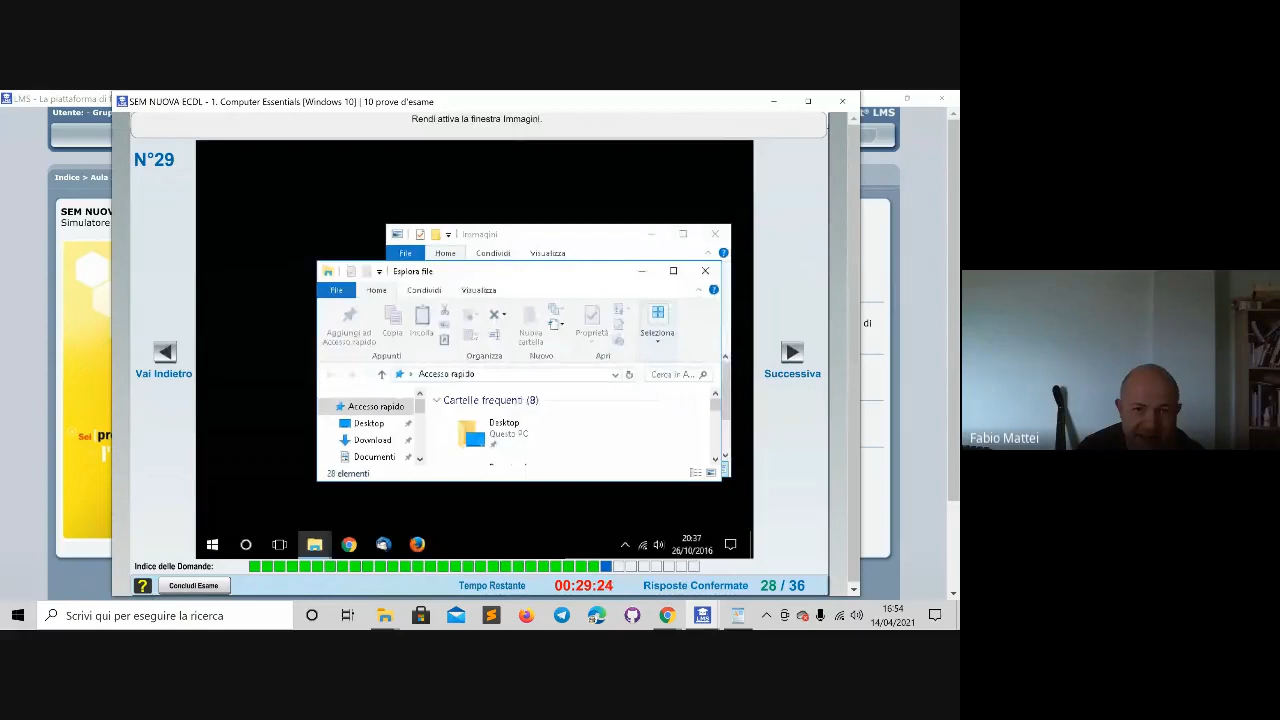 LMS - La piattaforma di f
SEM NUOVA ECDL - 1. Computer Essentials [Windows 10] | 10 prove d'esame
Utente: - Grup
® LMS
Rendi attiva la finestra Immagini.
N°29
Indice > Aula
SEM NUOV
Simulatore
di
Sei pr
l'
Immagini
File Home Condividi Visualizza
Esplora file
File Home Condividi Visualizza
Aggiungi ad Accesso rapido
Copia
Incolla
Nuova cartella
Proprietà
Seleziona
Appunti
Organizza
Nuovo
Apri
Accesso rapido
Cerca in A...
Accesso rapido
Desktop
Download
Documenti
Cartelle frequenti (8)
Desktop
Questo PC
28 elementi
Vai Indietro
Successiva
20:37
26/10/2016
Indice delle Domande:
Concludi Esame
Tempo Restante 00:29:24
Risposte Confermate 28 / 36
Scrivi qui per eseguire la ricerca
LMS
16:54
14/04/2021
Fabio Mattei